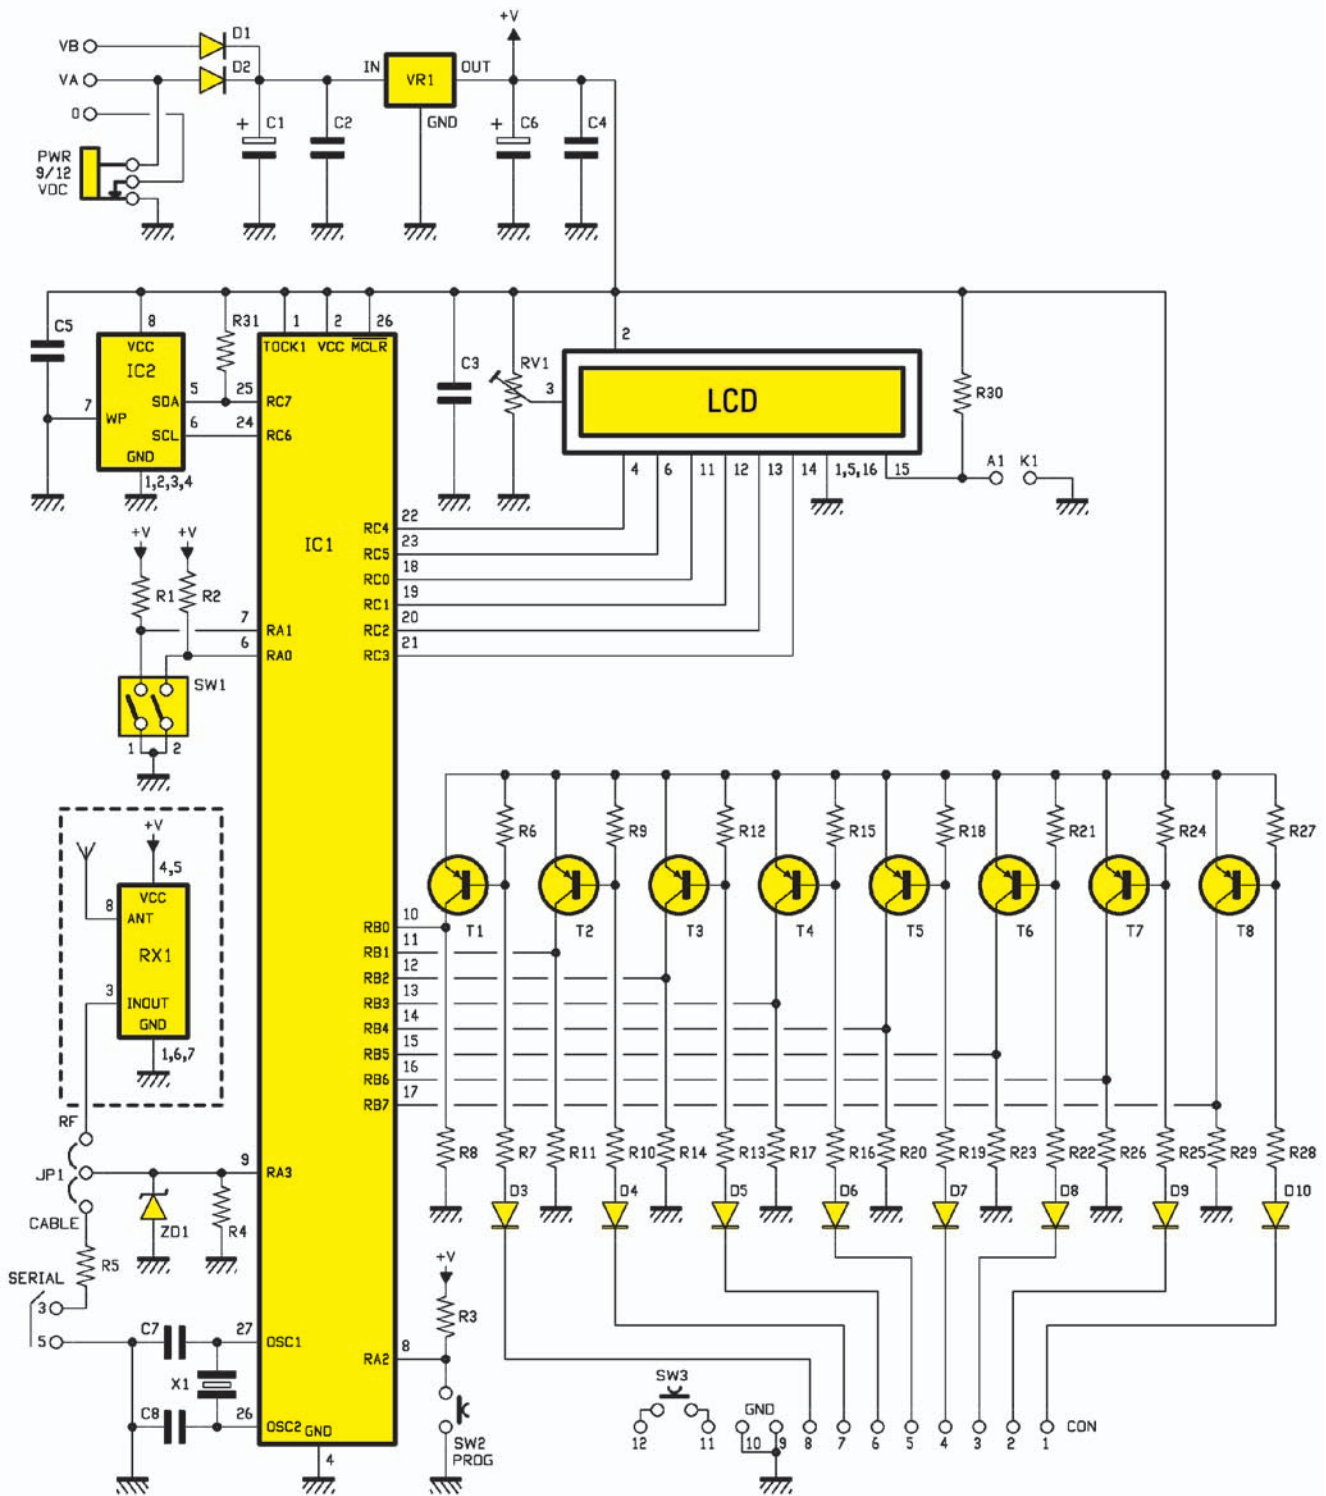 +V
VB D1
VA D2 IN VR1 OUT
0 GND
+ C1 C2 + C6 C4
PWR
9/12
VDC
C5 8 R31 1 2 26
VCC TOCK1 VCC MCLR
IC2 C3 RV1 2
5 25 3 LCD R30
SDA RC7
7 WP 6 24
SCL RC6
GND
1,2,3,4
4 6 11 12 13 14 1,5,16 15 A1 K1
+V +V
IC1
22
RC4
23
RC5
18
RC0
R1 R2 19
RC1
7 20
RA1 RC2
6 21
RA0 RC3
SW1
1 2
+V
4,5
VCC
8 ANT
RX1
3 INOUT
GND
1,6,7
R6 R9 R12 R15 R18 R21 R24 R27
T1 T2 T3 T4 T5 T6 T7 T8
10
RB0
11
RB1
12
RB2
13
RB3
14
RB4
15
RB5
16
RB6
17
RB7
RF
R8 R7 R11 R10 R14 R13 R17 R16 R20 R19 R23 R22 R26 R25 R29 R28
JP1 9 RA3
D3 D4 D5 D6 D7 D8 D9 D10
CABLE ZD1 R4
R5
SERIAL
3
5
+V
R3
C7 27 OSC1
8
RA2
X1
C8 26 OSC2 GND
4
SW2
PROG
SW3
GND
12 11 10 9 8 7 6 5 4 3 2 1 CON